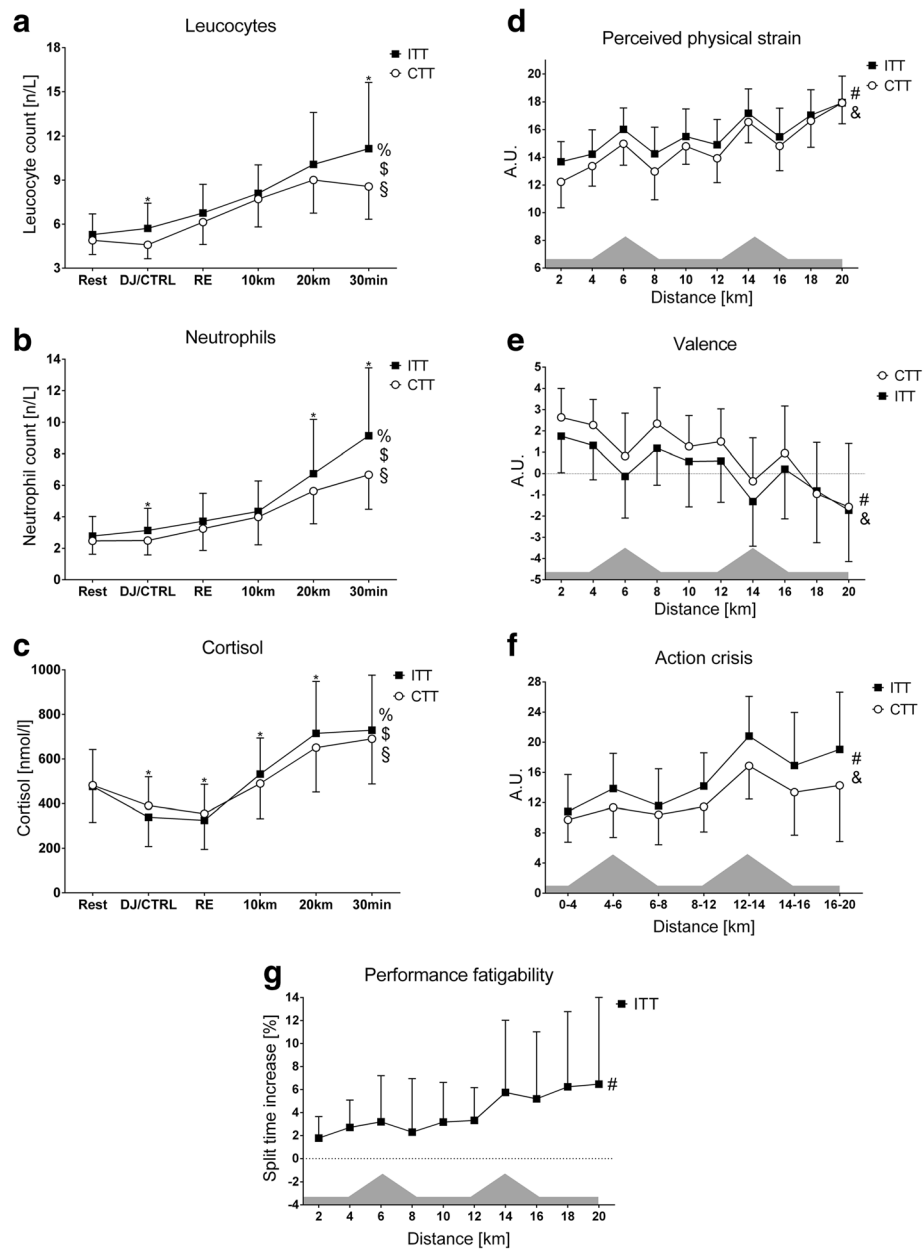 a
Leucocytes
ITT
CTT
Leucocyte count [n/L]
18
15
12
9
6
3
*
*
%
$
§
Rest DJ/CTRL RE 10km 20km 30min
b
Neutrophils
ITT
CTT
Neutrophil count [n/L]
14
12
10
8
6
4
2
0
*
*
*
%
$
§
Rest DJ/CTRL RE 10km 20km 30min
c
Cortisol
ITT
CTT
Cortisol [nmol/l]
1000
800
600
400
200
0
*
*
*
*
%
$
§
Rest DJ/CTRL RE 10km 20km 30min
d
Perceived physical strain
ITT
CTT
A.U.
20
18
16
14
12
10
8
6
#
&
2 4 6 8 10 12 14 16 18 20
Distance [km]
e
Valence
CTT
ITT
A.U.
5
4
3
2
1
0
-1
-2
-3
-4
-5
#
&
2 4 6 8 10 12 14 16 18 20
Distance [km]
f
Action crisis
ITT
CTT
A.U.
28
24
20
16
12
8
4
0
#
&
0-4 4-6 6-8 8-12 12-14 14-16 16-20
Distance [km]
g
Performance fatigability
ITT
Split time increase [%]
14
12
10
8
6
4
2
0
-2
-4
#
2 4 6 8 10 12 14 16 18 20
Distance [km]